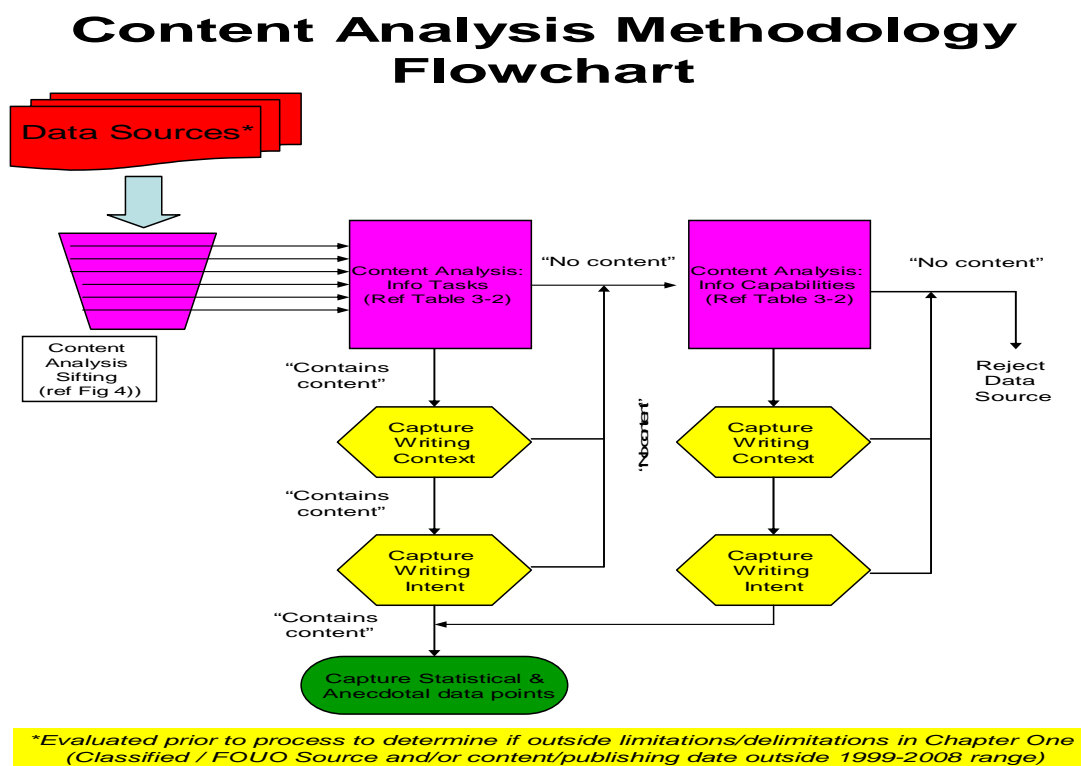 Content Analysis Methodology
Flowchart
Data Sources*
Content Analysis:
Info Tasks
(Ref Table 3-2)
“No content”
Content Analysis:
Info Capabilities
(Ref Table 3-2)
“No content”
Content
Analysis
Sifting
(ref Fig 4))
“Contains
content”
Reject
Data
Source
Capture
Writing
Context
“No content”
Capture
Writing
Context
“Contains
content”
Capture
Writing
Intent
Capture
Writing
Intent
“Contains
content”
Capture Statistical &
Anecdotal data points
*Evaluated prior to process to determine if outside limitations/delimitations in Chapter One
(Classified / FOUO Source and/or content/publishing date outside 1999-2008 range)